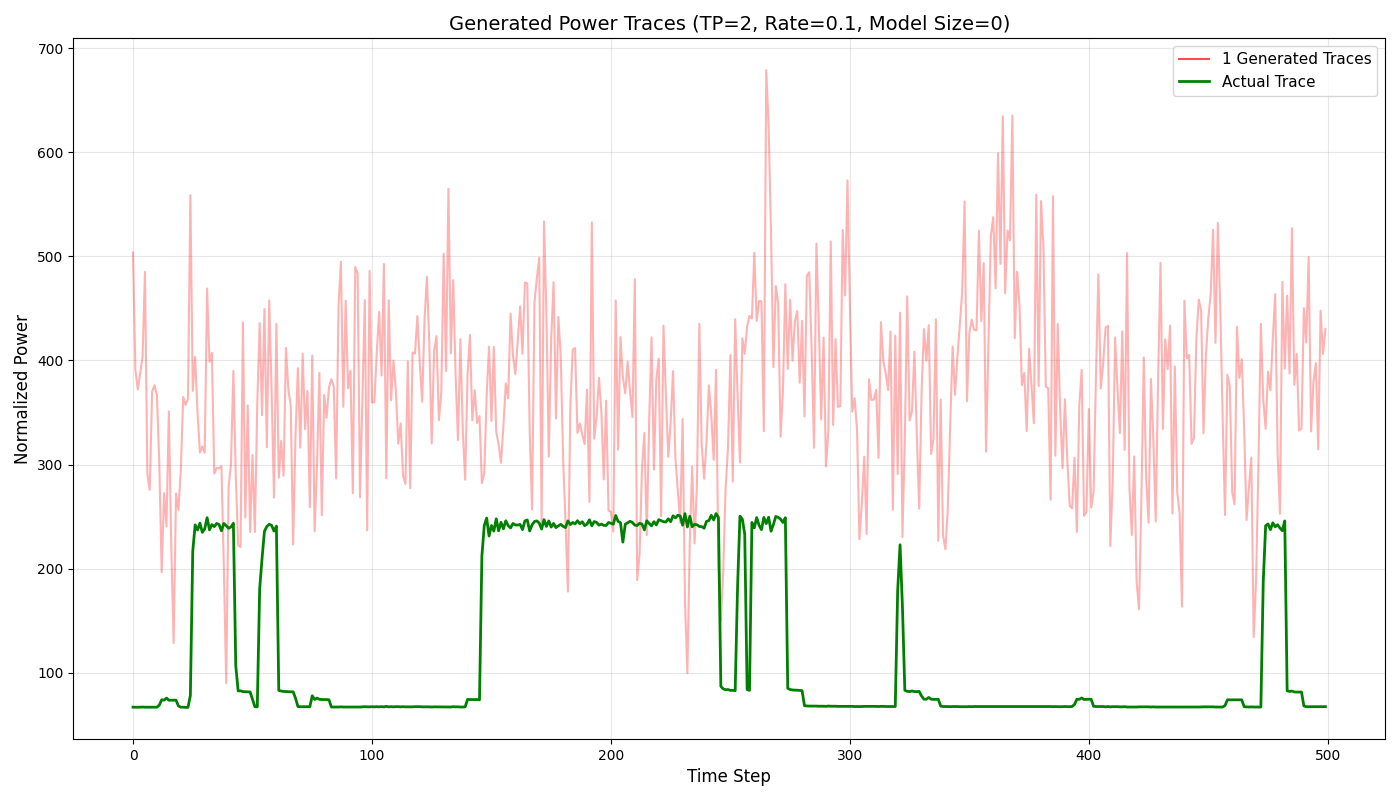 Generated Power Traces (TP=2, Rate=0.1, Model Size=0)
1 Generated Traces
Actual Trace
Normalized Power
700
600
500
400
300
200
100
0 100 200 300 400 500
Time Step